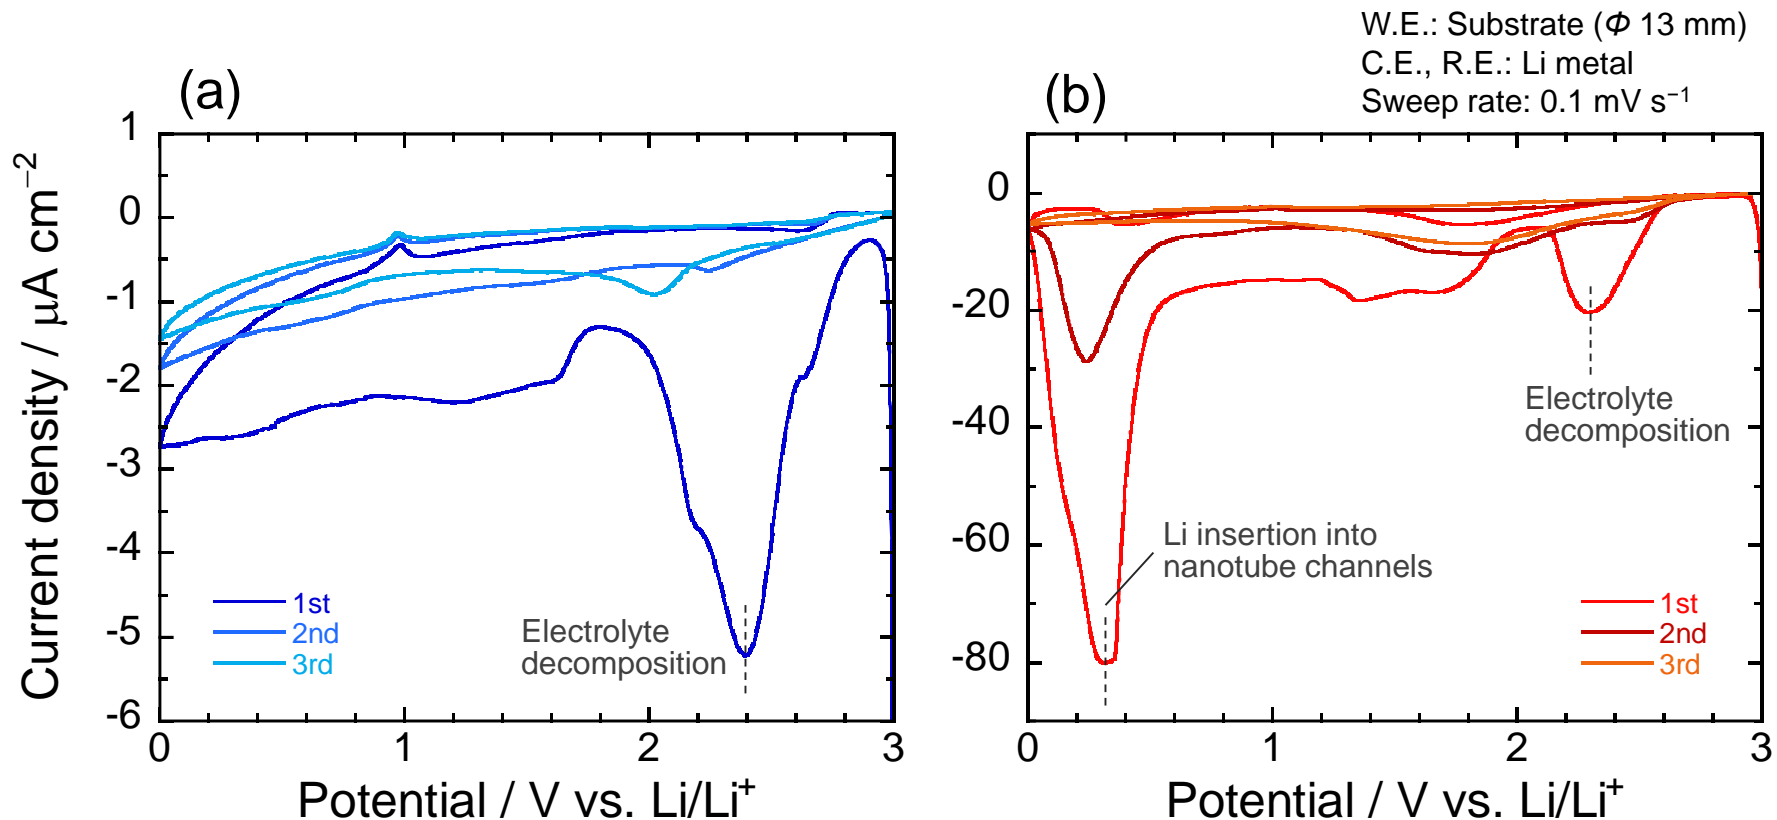 W.E.: Substrate (Φ 13 mm)
C.E., R.E.: Li metal
Sweep rate: 0.1 mV s⁻¹
(a)
Current density / μA cm⁻²
1
0
-1
-2
-3
-4
-5
-6
1st
2nd
3rd
Electrolyte
decomposition
0
1
2
3
Potential / V vs. Li/Li⁺
(b)
0
-20
-40
-60
-80
Electrolyte
decomposition
Li insertion into
nanotube channels
1st
2nd
3rd
0
1
2
3
Potential / V vs. Li/Li⁺